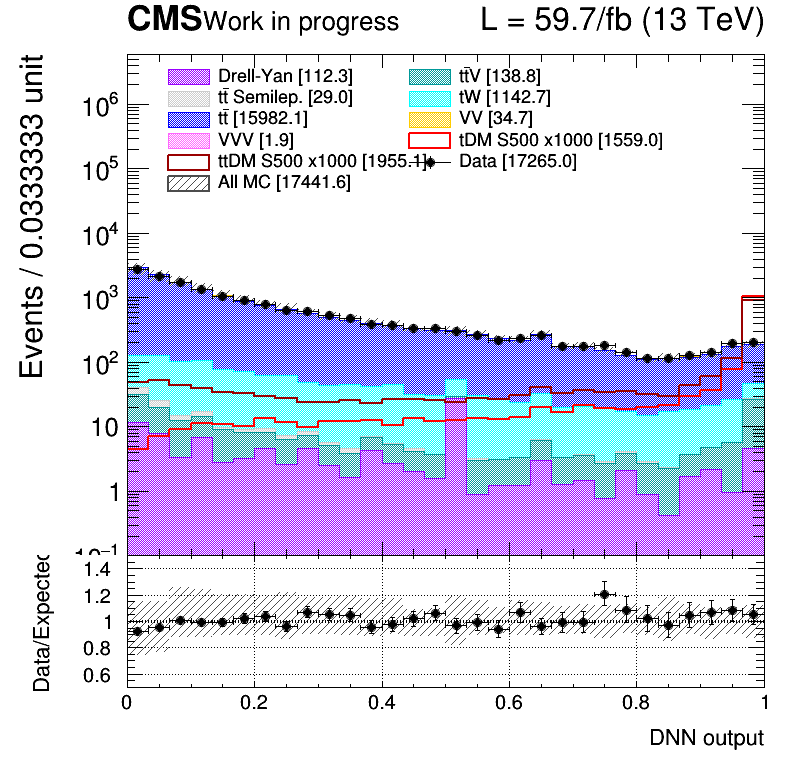 CMS Work in progress L = 59.7/fb (13 TeV)
Events / 0.0333333 unit
Drell-Yan [112.3] tt̄V [138.8]
tt̄ Semilep. [29.0] tW [1142.7]
tt̄ [15982.1] VV [34.7]
VVV [1.9] tDM S500 x1000 [1559.0]
ttDM S500 x1000 [1955.1] Data [17265.0]
All MC [17441.6]
10⁶
10⁵
10⁴
10³
10²
10
1
10⁻¹
Data/Expected
1.4
1.2
1
0.8
0.6
0 0.2 0.4 0.6 0.8 1
DNN output